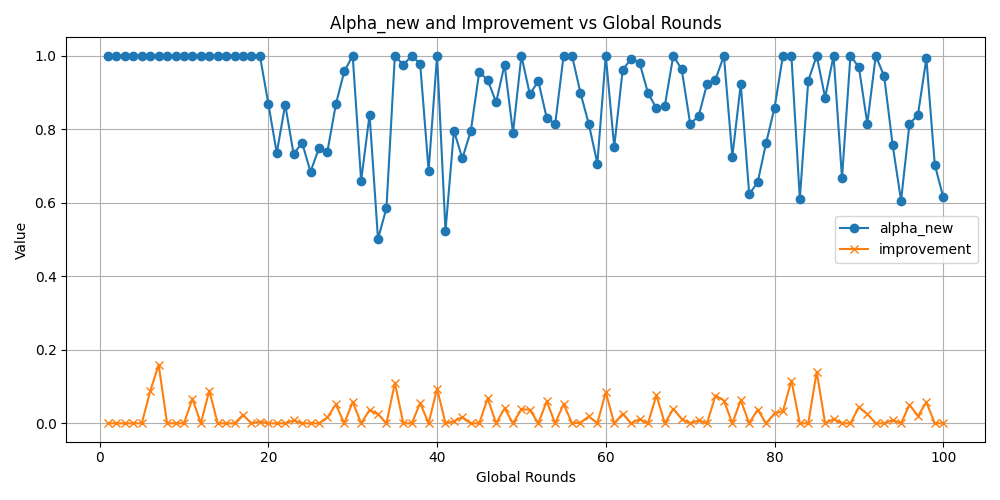 Alpha_new and Improvement vs Global Rounds
Value
1.0
0.8
0.6
0.4
0.2
0.0
alpha_new
improvement
0 20 40 60 80 100
Global Rounds